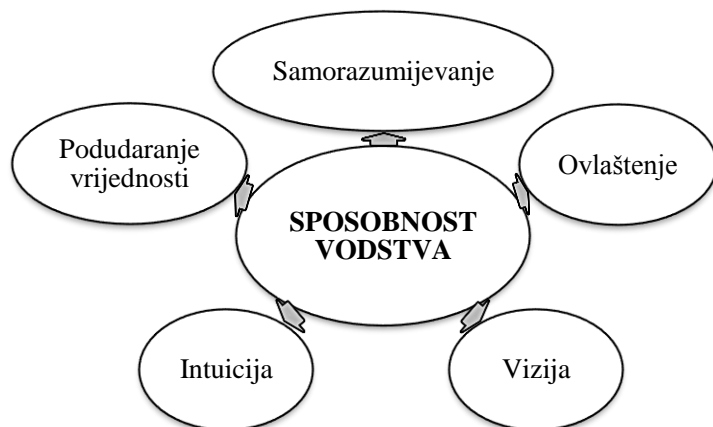 Samorazumijevanje
Podudaranje
vrijednosti
Ovlaštenje
SPOSOBNOST
VODSTVA
Intuicija
Vizija